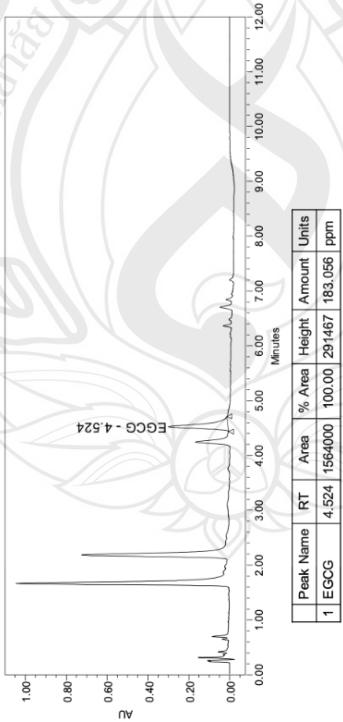 1.00
0.80
0.60
0.40
0.20
0.00
AU
EGCG - 4.524
0.00 1.00 2.00 3.00 4.00 5.00 6.00 7.00 8.00 9.00 10.00 11.00 12.00
Minutes
Peak Name RT Area % Area Height Amount Units
1 EGCG 4.524 1564000 100.00 291467 183.056 ppm